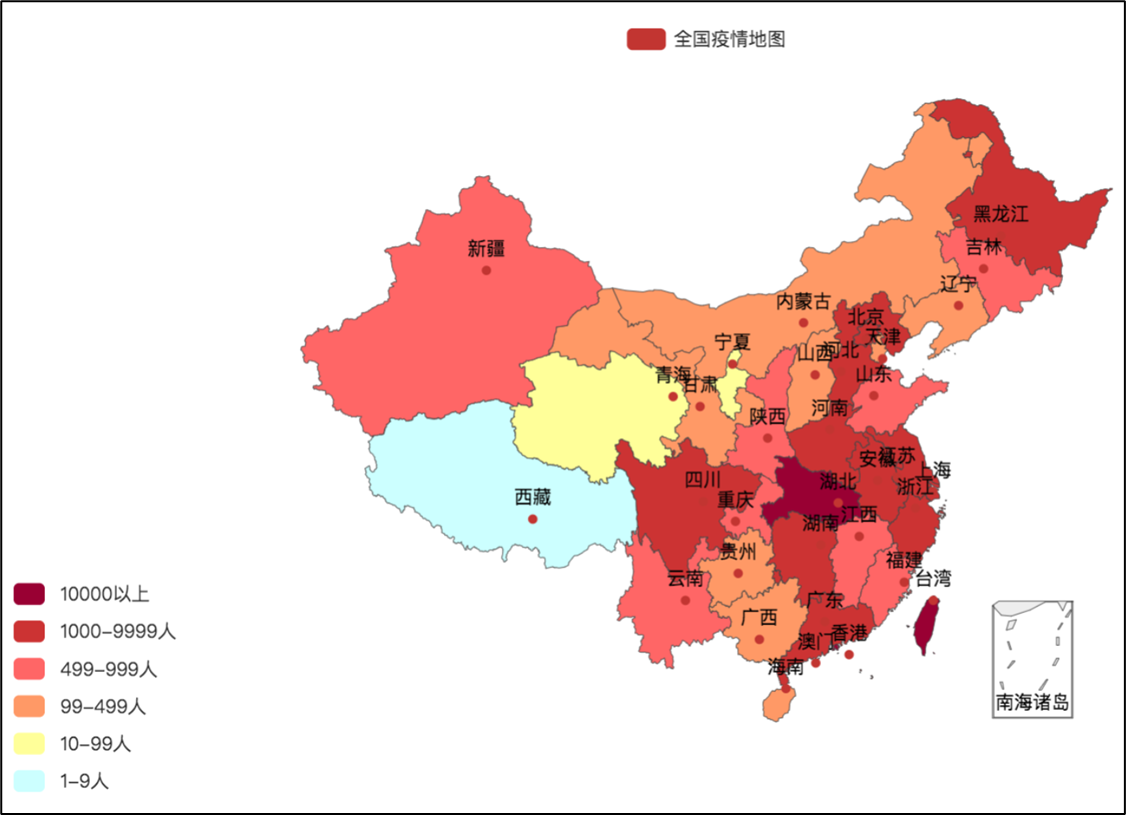 全国疫情地图
黑龙江
吉林
新疆
辽宁
内蒙古
北京
天津
宁夏
山西
河北
青海
甘肃
山东
陕西
河南
安徽
江苏
上海
四川
湖北
浙江
西藏
重庆
湖南
江西
贵州
福建
云南
台湾
广东
广西
澳门
香港
海南
南海诸岛
10000以上
1000-9999人
499-999人
99-499人
10-99人
1-9人